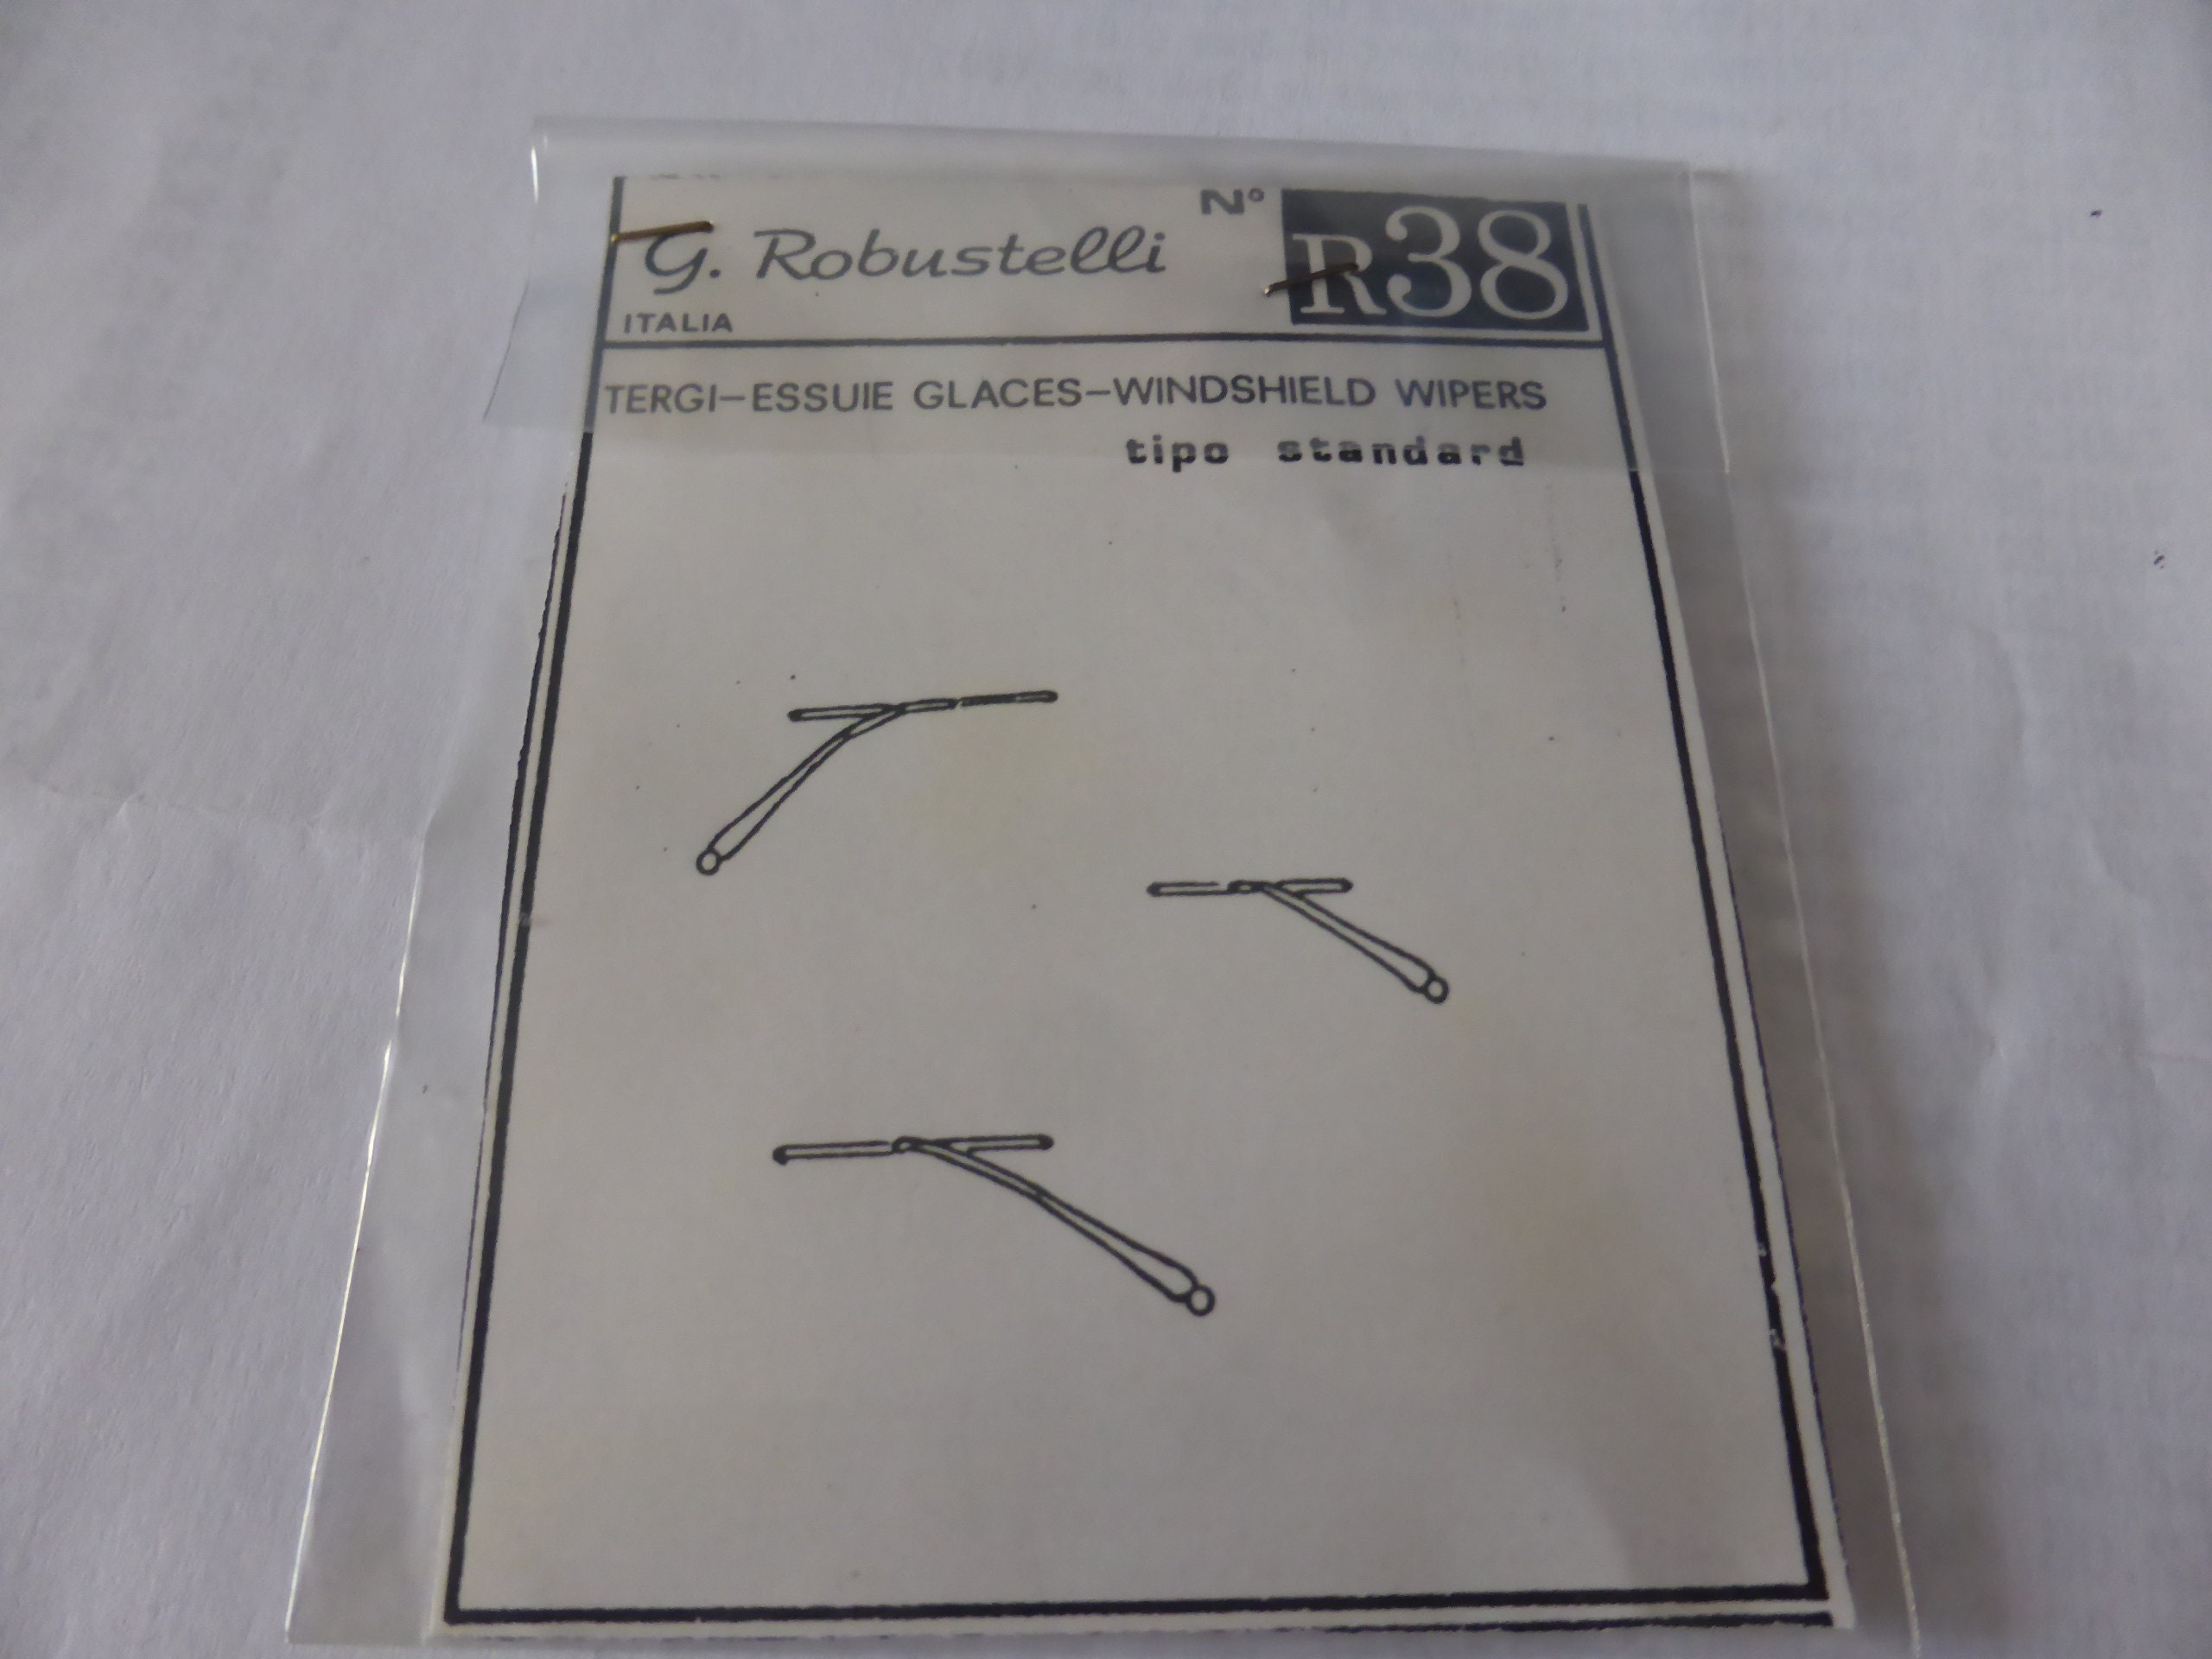 G. Robustelli
ITALIA
N° R38
TERGI-ESSUIE GLACES-WINDSHIELD WIPERS
tipo standard